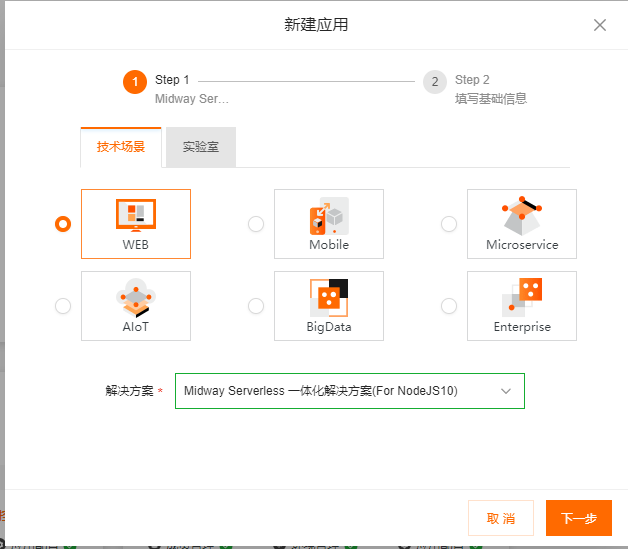 新建应用
1 Step 1
Midway Ser...
2 Step 2
填写基础信息
技术场景 实验室
WEB Mobile Microservice
AIoT BigData Enterprise
解决方案 * Midway Serverless 一体化解决方案(For NodeJS10)
取 消 下一步